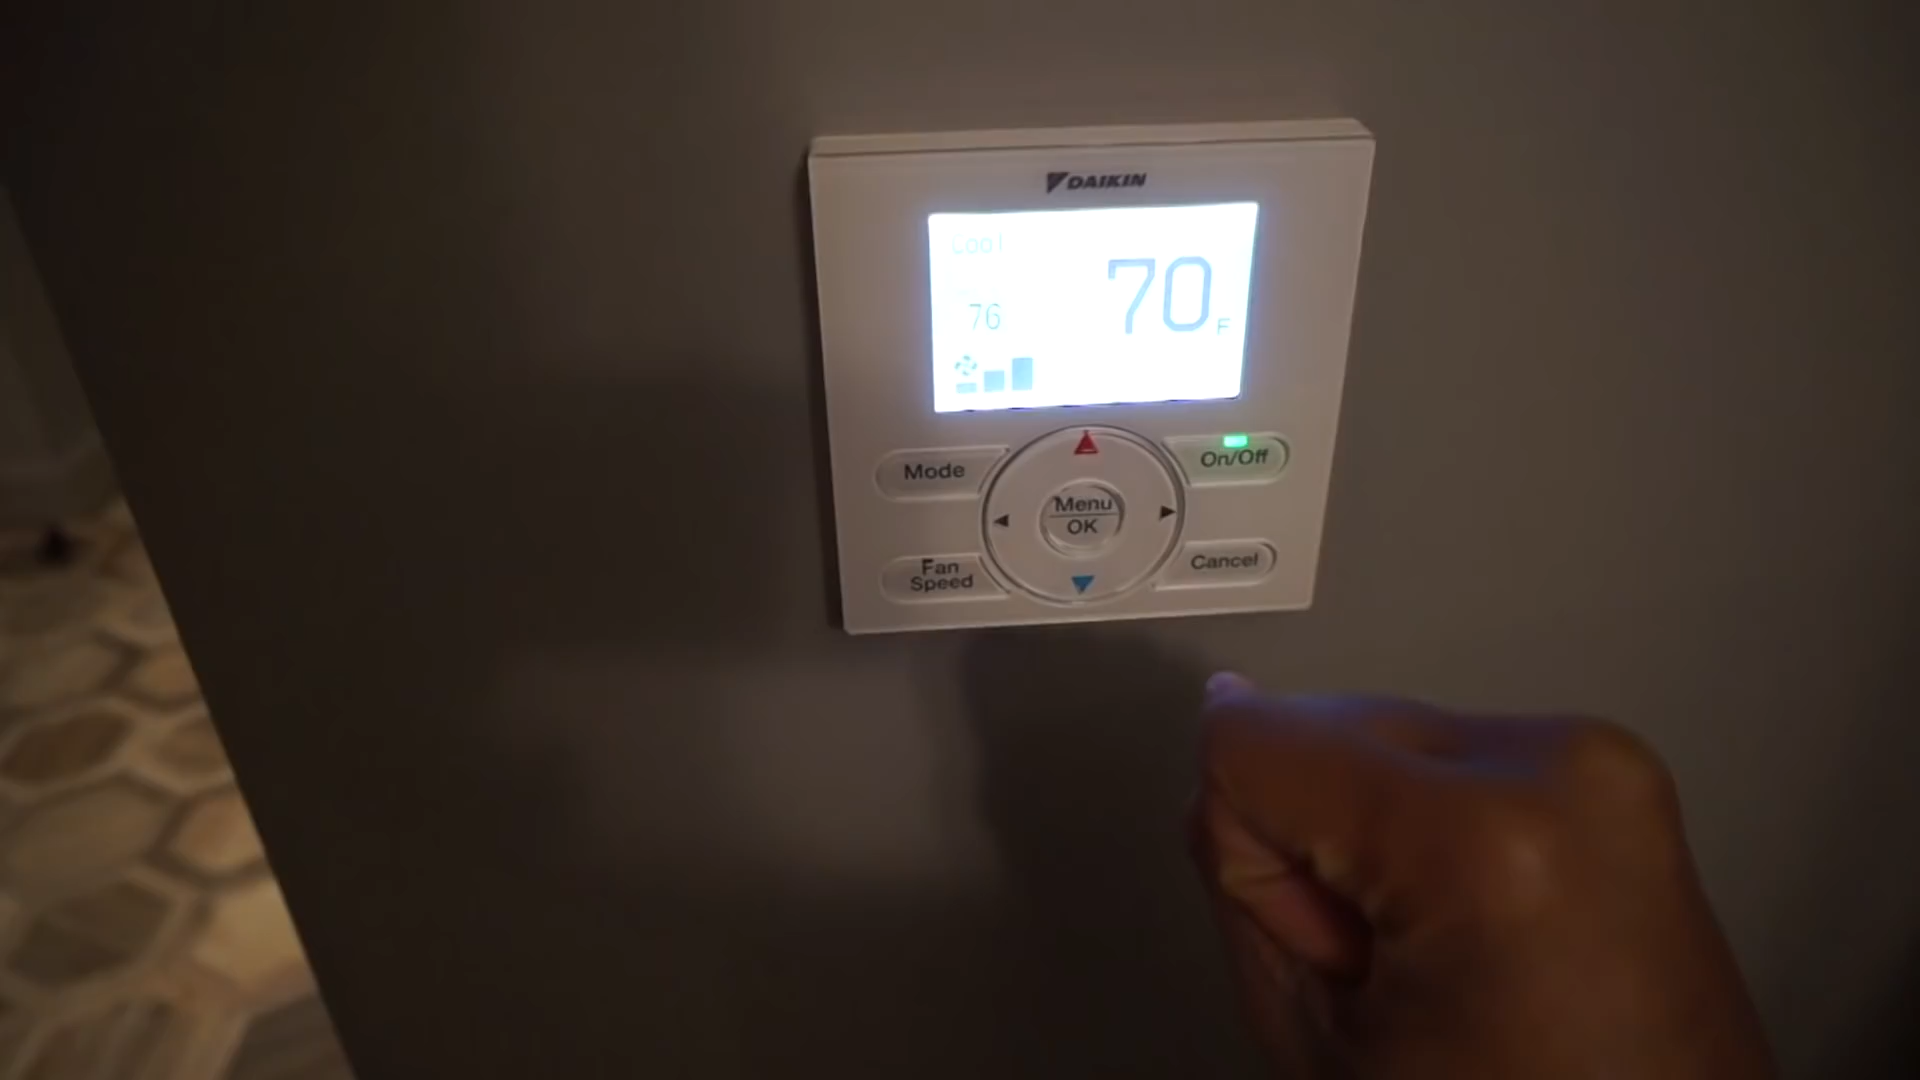 DAIKIN
Cool
76
70 F
Mode
On/Off
Menu
OK
Fan
Speed
Cancel